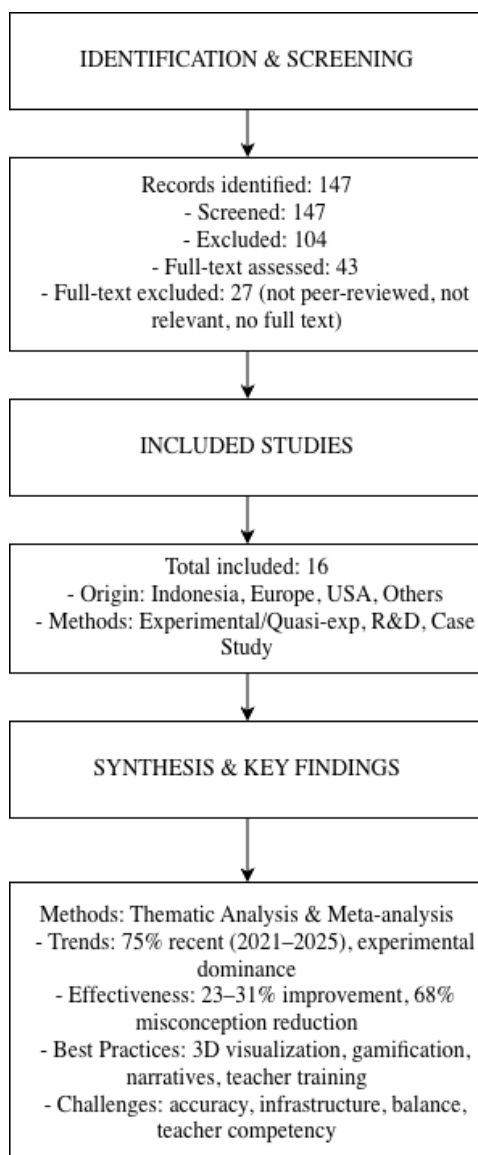 IDENTIFICATION & SCREENING
Records identified: 147
- Screened: 147
- Excluded: 104
- Full-text assessed: 43
- Full-text excluded: 27 (not peer-reviewed, not
relevant, no full text)
INCLUDED STUDIES
Total included: 16
- Origin: Indonesia, Europe, USA, Others
- Methods: Experimental/Quasi-exp, R&D, Case
Study
SYNTHESIS & KEY FINDINGS
Methods: Thematic Analysis & Meta-analysis
- Trends: 75% recent (2021–2025), experimental
dominance
- Effectiveness: 23–31% improvement, 68%
misconception reduction
- Best Practices: 3D visualization, gamification,
narratives, teacher training
- Challenges: accuracy, infrastructure, balance,
teacher competency